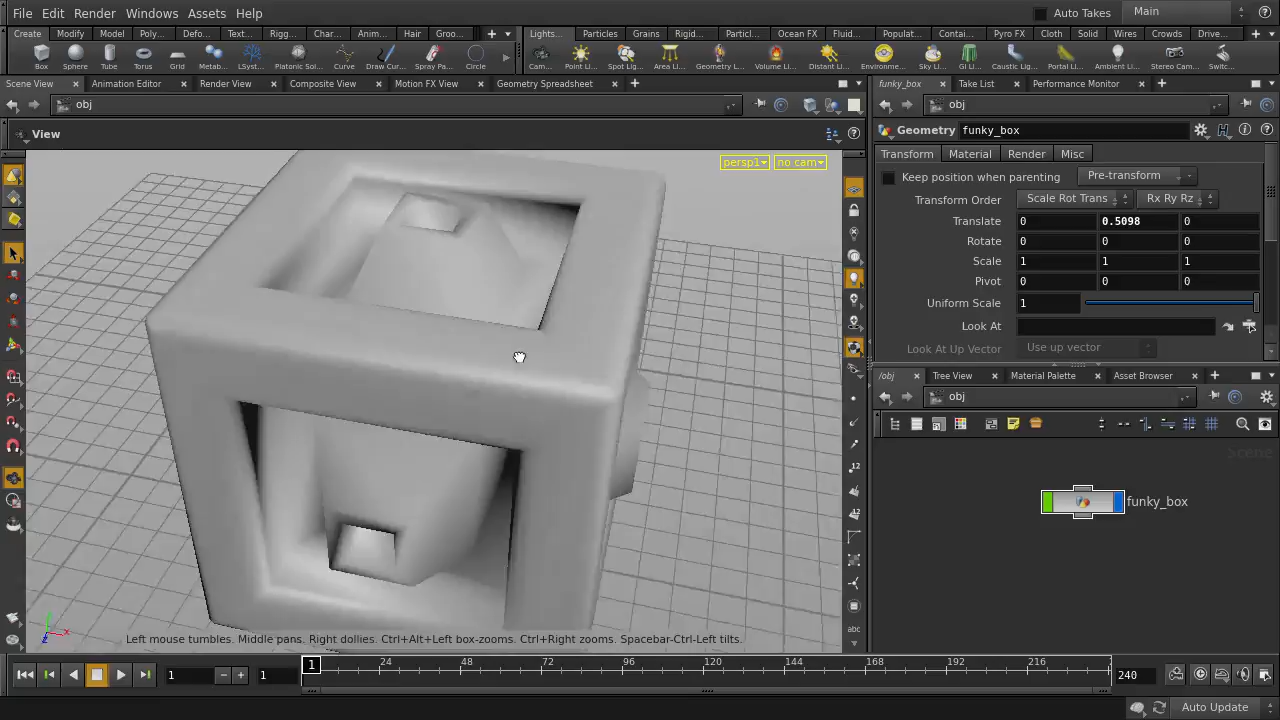 File Edit Render Windows Assets Help Auto Takes Main
Create Modify Model Poly... Defo... Text... Rigg... Char... Anim... Hair Groo... Lights... Particles Grains Rigid... Particl... Ocean FX Fluid... Populat... Contai... Pyro FX Cloth Solid Wires Crowds Drive...
Box Sphere Tube Torus Grid Metab... LSyst... Platonic Sol... Curve Draw Cur... Spray Pa... Circle Cam... Point Li... Spot Lig... Area Li... Geometry L... Volume Li... Distant Li... Environme... Sky Li... GI Li... Caustic Lig... Portal Li... Ambient Li... Stereo Cam... Switc...
Scene View Animation Editor Render View Composite View Motion FX View Geometry Spreadsheet funky_box Take List Performance Monitor
obj obj
View
persp1 no cam
Geometry funky_box
Transform Material Render Misc
Keep position when parenting Pre-transform
Transform Order Scale Rot Trans Rx Ry Rz
Translate 0 0.5098 0
Rotate 0 0 0
Scale 1 1 1
Pivot 0 0 0
Uniform Scale 1
Look At
Look At Up Vector Use up vector
/obj Tree View Material Palette Asset Browser
obj
Scene
funky_box
Left mouse tumbles. Middle pans. Right dollies. Ctrl+Alt+Left box-zooms. Ctrl+Right zooms. Spacebar-Ctrl-Left tilts.
12
12
abc
1 1 1 24 48 72 96 120 144 168 192 216 240
Auto Update